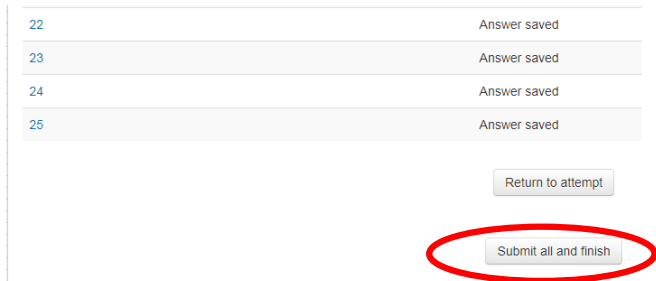 22 Answer saved
23 Answer saved
24 Answer saved
25 Answer saved
Return to attempt
Submit all and finish